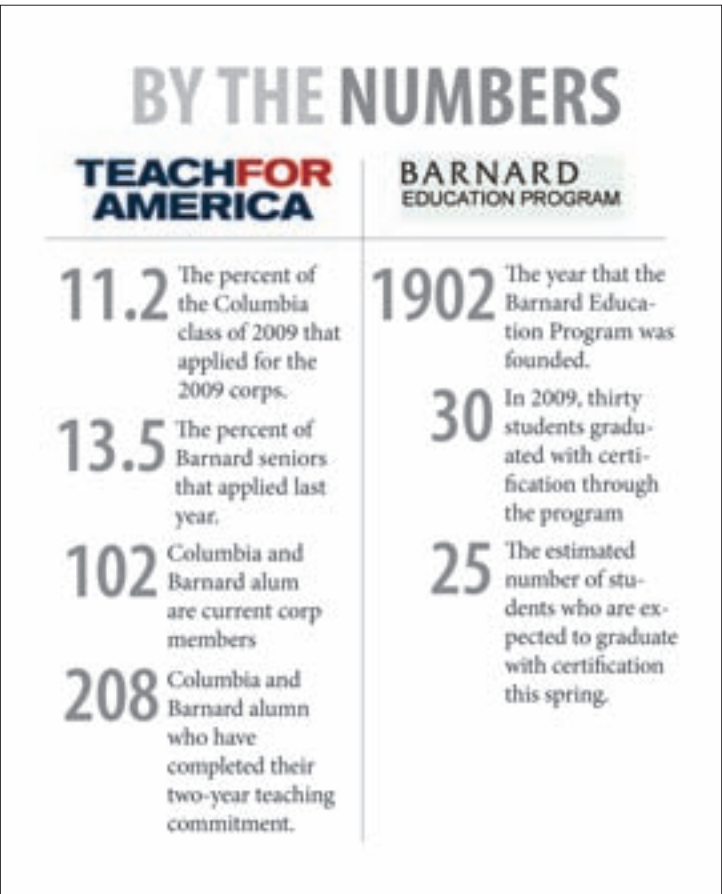 BY THE NUMBERS
TEACHFOR
AMERICA
11.2 The percent of
the Columbia
class of 2009 that
applied for the
2009 corps.
13.5 The percent of
Barnard seniors
that applied last
year.
102 Columbia and
Barnard alum
are current corp
members
208 Columbia and
Barnard alumn
who have
completed their
two-year teaching
commitment.
BARNARD
EDUCATION PROGRAM
1902 The year that the
Barnard Educa-
tion Program was
founded.
30 In 2009, thirty
students gradu-
ated with certi-
fication through
the program
25 The estimated
number of stu-
dents who are ex-
pected to graduate
with certification
this spring.